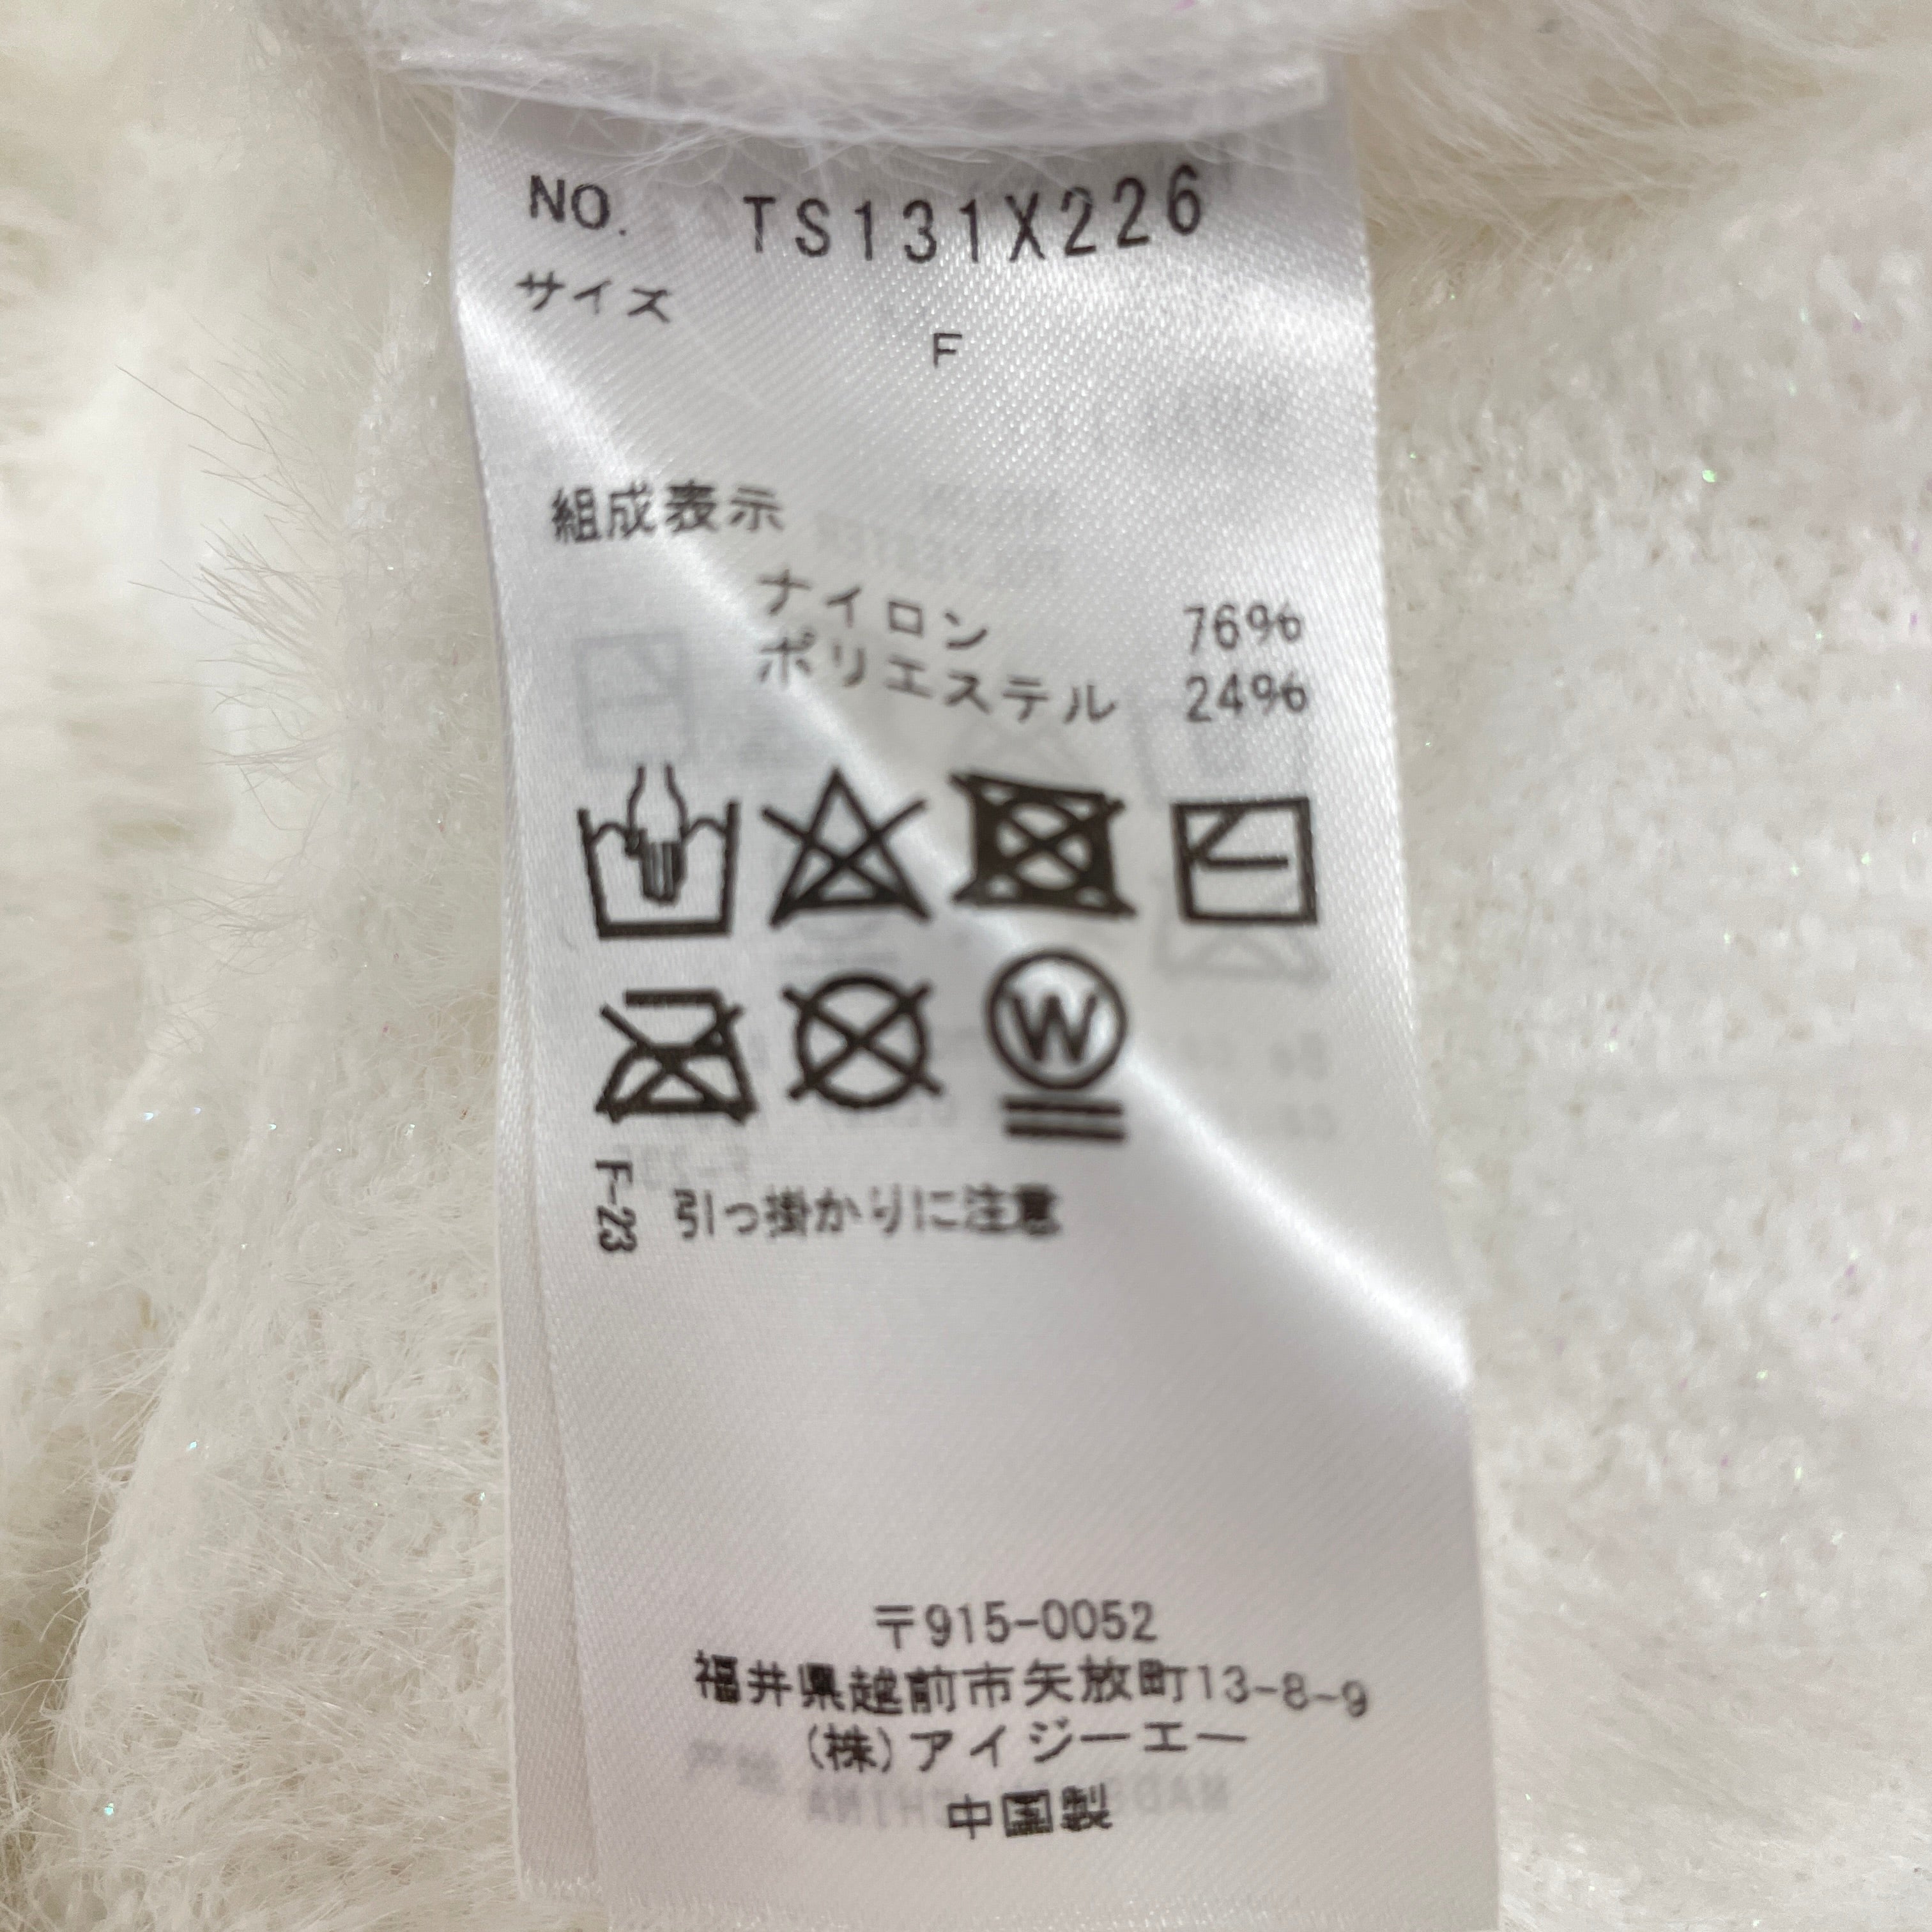 NO. TS131X226
サイズ
F
組成表示
ナイロン 76%
ポリエステル 24%
W
F-23 引っ掛かりに注意
〒915-0052
福井県越前市矢放町13-8-9
(株)アイジーエー
中国製